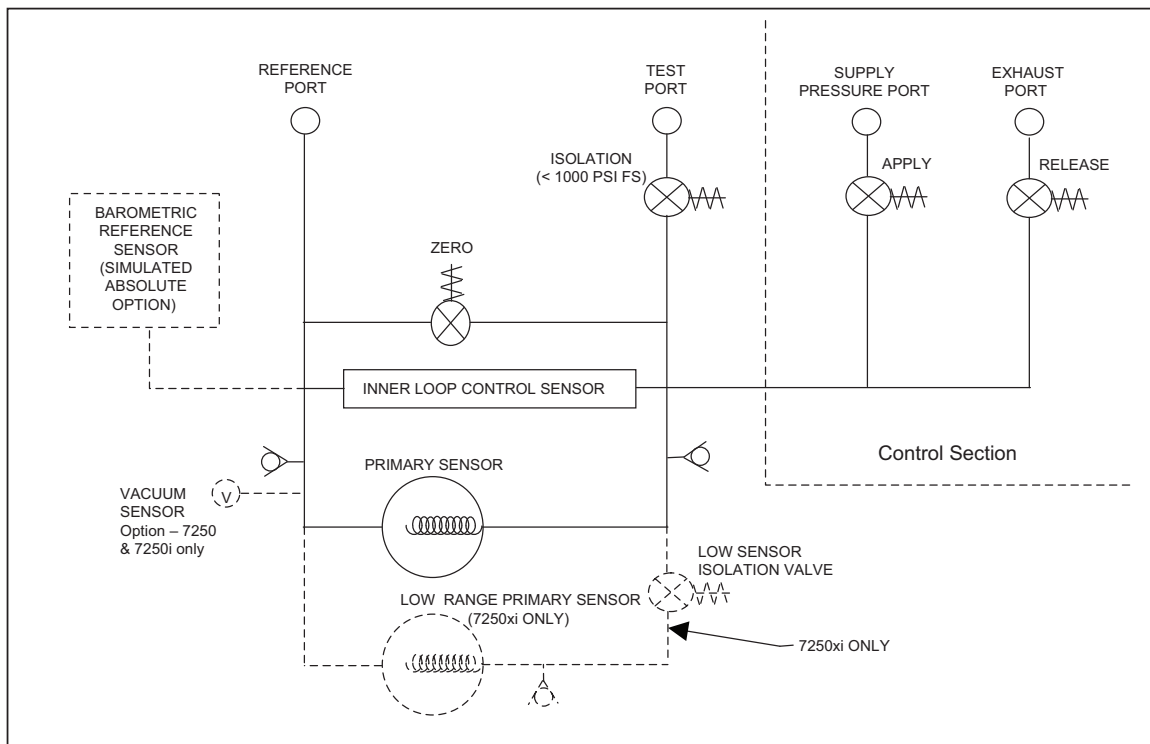 REFERENCE
PORT
TEST
PORT
SUPPLY
PRESSURE PORT
EXHAUST
PORT
ISOLATION
(< 1000 PSI FS)
APPLY
RELEASE
BAROMETRIC
REFERENCE
SENSOR
(SIMULATED
ABSOLUTE
OPTION)
ZERO
INNER LOOP CONTROL SENSOR
Control Section
PRIMARY SENSOR
VACUUM
SENSOR
Option – 7250
& 7250i only
V
LOW SENSOR
ISOLATION VALVE
LOW RANGE PRIMARY SENSOR
(7250xi ONLY)
7250xi ONLY